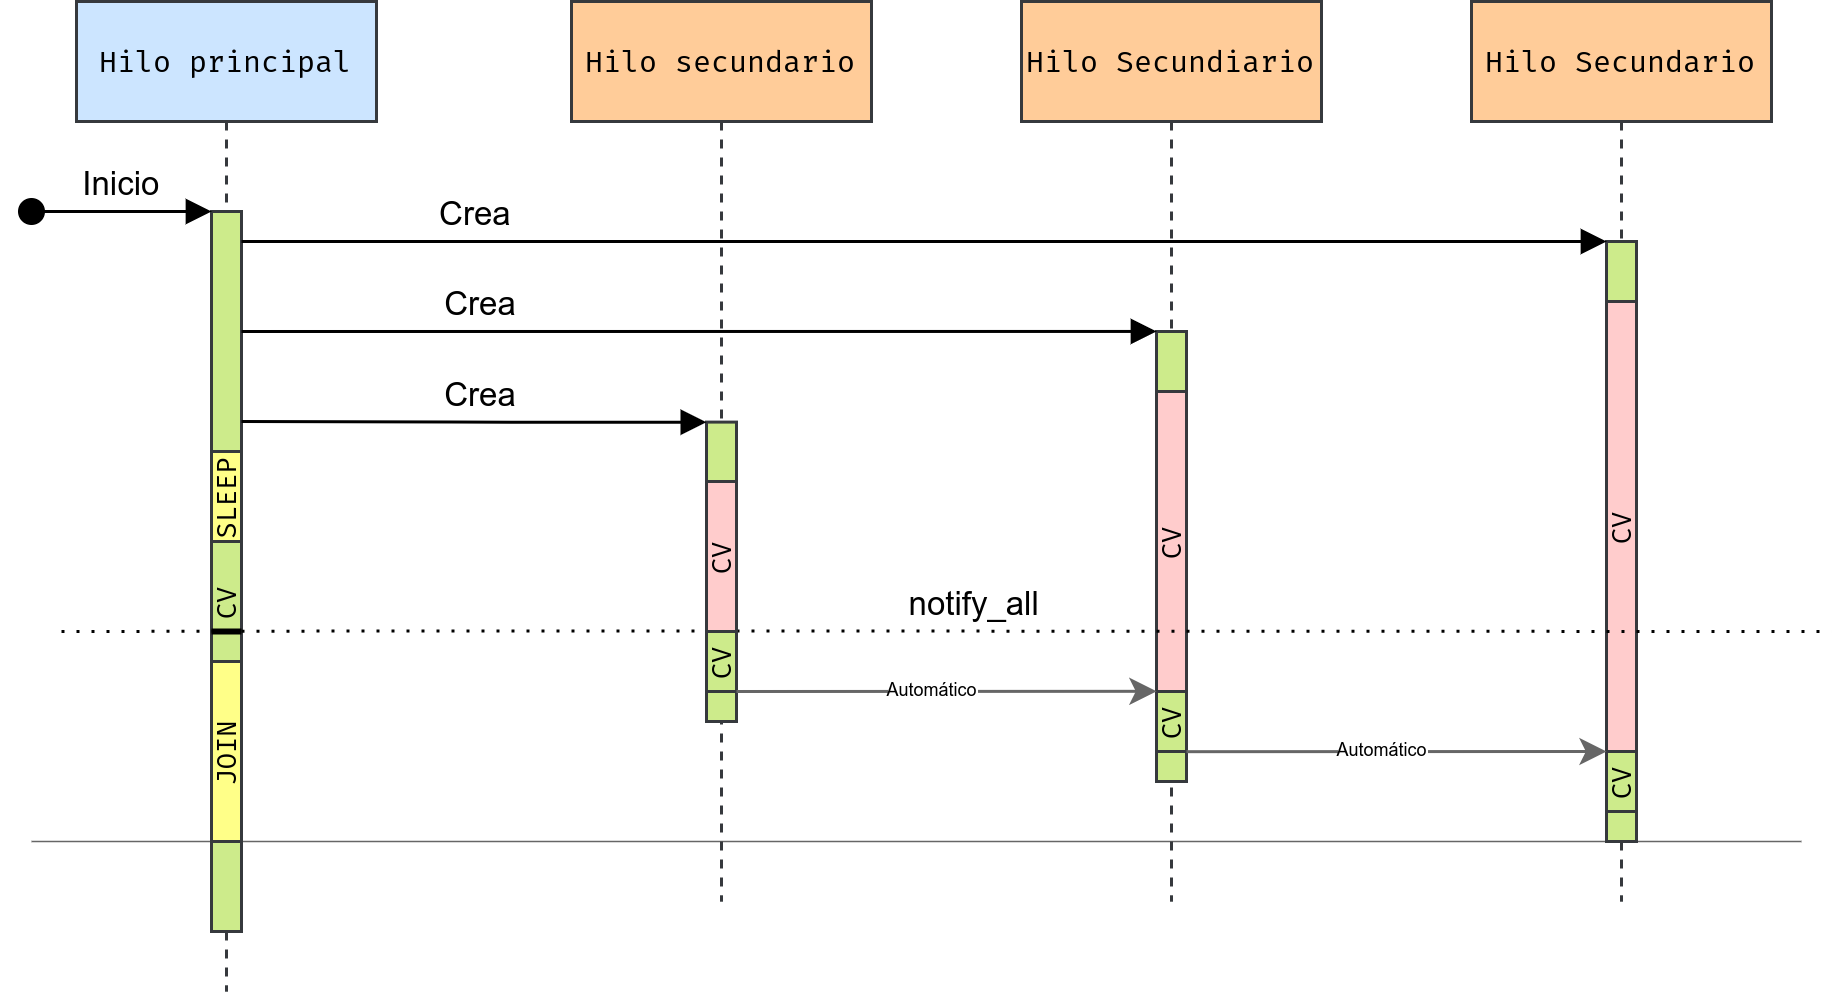 Hilo principal
Hilo secundario
Hilo Secundiario
Hilo Secundario
Inicio
Crea
Crea
Crea
SLEEP
CV
CV
CV
CV
notify_all
CV
Automático
CV
JOIN
Automático
CV